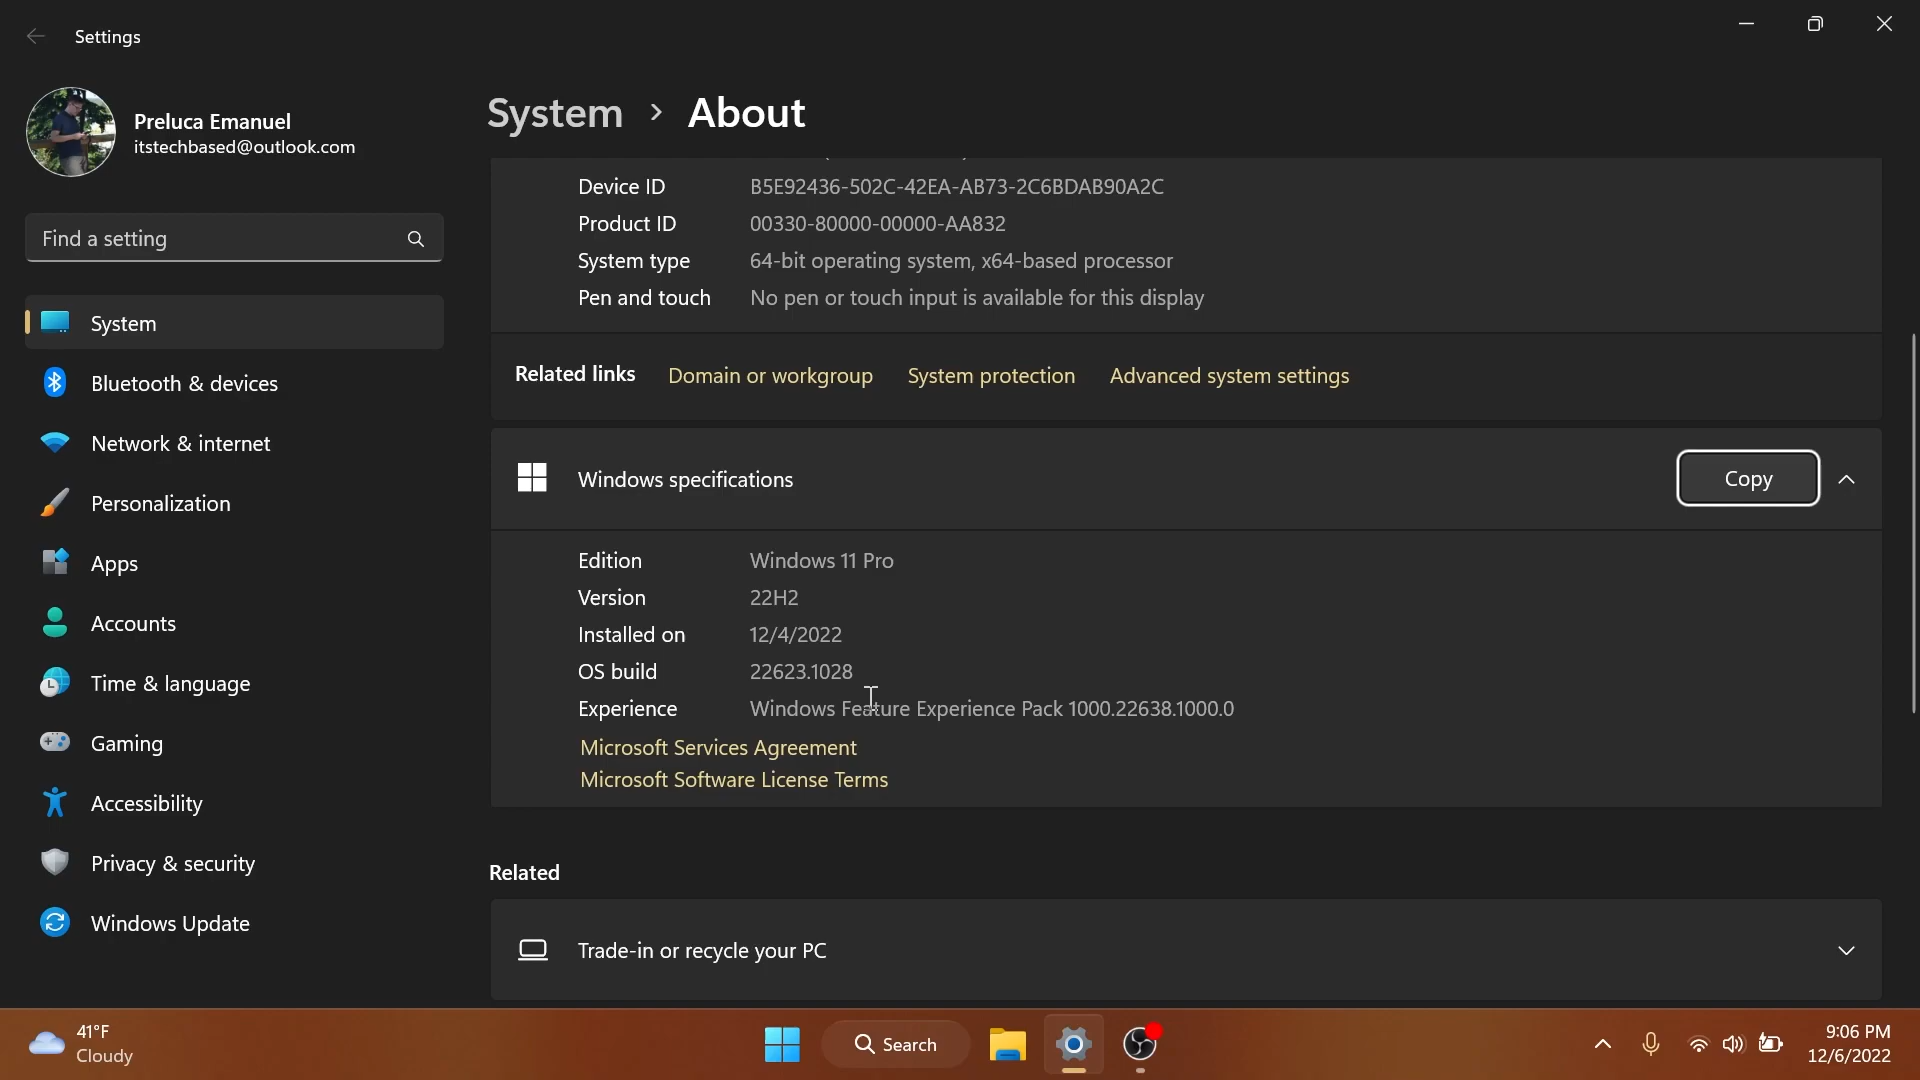 Settings
Preluca Emanuel
itstechbased@outlook.com
Find a setting
System
Bluetooth & devices
Network & internet
Personalization
Apps
Accounts
Time & language
Gaming
Accessibility
Privacy & security
Windows Update
System > About
Device ID B5E92436-502C-42EA-AB73-2C6BDAB90A2C
Product ID 00330-80000-00000-AA832
System type 64-bit operating system, x64-based processor
Pen and touch No pen or touch input is available for this display
Related links Domain or workgroup System protection Advanced system settings
Windows specifications Copy
Edition Windows 11 Pro
Version 22H2
Installed on 12/4/2022
OS build 22623.1028
Experience Windows Feature Experience Pack 1000.22638.1000.0
Microsoft Services Agreement
Microsoft Software License Terms
Related
Trade-in or recycle your PC
41°F
Cloudy
Search
9:06 PM
12/6/2022